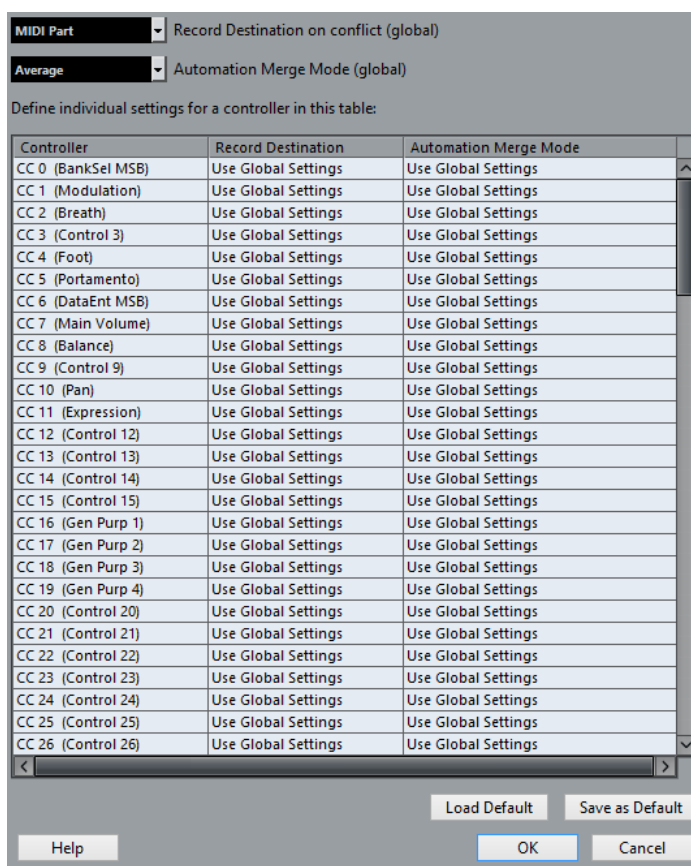 MIDI Part Record Destination on conflict (global)
Average Automation Merge Mode (global)
Define individual settings for a controller in this table:
Controller Record Destination Automation Merge Mode
CC 0 (BankSel MSB) Use Global Settings Use Global Settings
CC 1 (Modulation) Use Global Settings Use Global Settings
CC 2 (Breath) Use Global Settings Use Global Settings
CC 3 (Control 3) Use Global Settings Use Global Settings
CC 4 (Foot) Use Global Settings Use Global Settings
CC 5 (Portamento) Use Global Settings Use Global Settings
CC 6 (DataEnt MSB) Use Global Settings Use Global Settings
CC 7 (Main Volume) Use Global Settings Use Global Settings
CC 8 (Balance) Use Global Settings Use Global Settings
CC 9 (Control 9) Use Global Settings Use Global Settings
CC 10 (Pan) Use Global Settings Use Global Settings
CC 11 (Expression) Use Global Settings Use Global Settings
CC 12 (Control 12) Use Global Settings Use Global Settings
CC 13 (Control 13) Use Global Settings Use Global Settings
CC 14 (Control 14) Use Global Settings Use Global Settings
CC 15 (Control 15) Use Global Settings Use Global Settings
CC 16 (Gen Purp 1) Use Global Settings Use Global Settings
CC 17 (Gen Purp 2) Use Global Settings Use Global Settings
CC 18 (Gen Purp 3) Use Global Settings Use Global Settings
CC 19 (Gen Purp 4) Use Global Settings Use Global Settings
CC 20 (Control 20) Use Global Settings Use Global Settings
CC 21 (Control 21) Use Global Settings Use Global Settings
CC 22 (Control 22) Use Global Settings Use Global Settings
CC 23 (Control 23) Use Global Settings Use Global Settings
CC 24 (Control 24) Use Global Settings Use Global Settings
CC 25 (Control 25) Use Global Settings Use Global Settings
CC 26 (Control 26) Use Global Settings Use Global Settings
Load Default Save as Default
Help OK Cancel